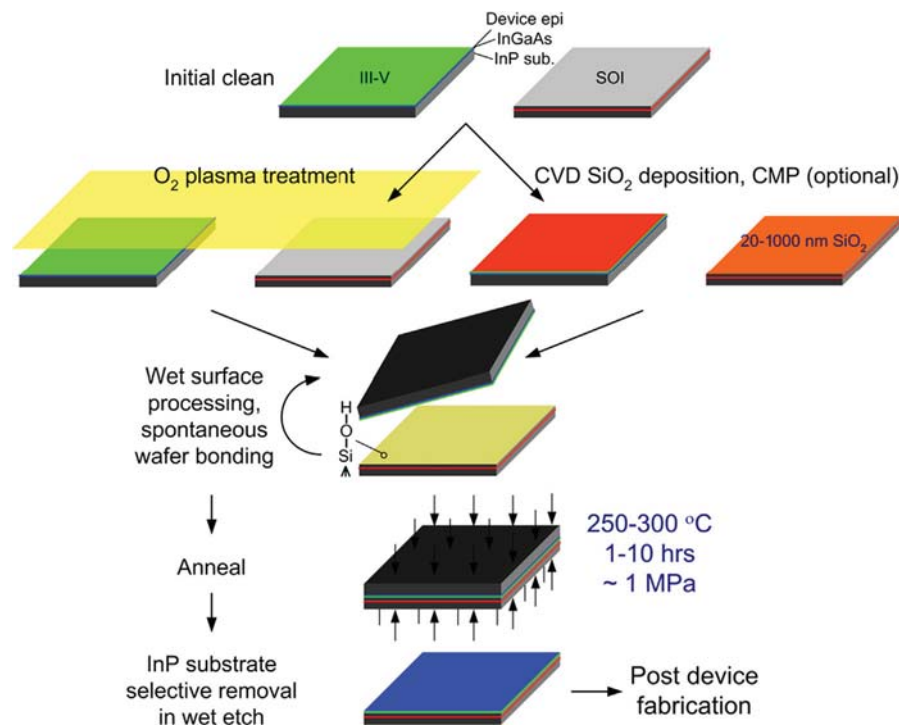 Device epi
InGaAs
InP sub.
Initial clean
III-V
SOI
O₂ plasma treatment
CVD SiO₂ deposition, CMP (optional)
20-1000 nm SiO₂
Wet surface
processing,
spontaneous
wafer bonding
H
O
Si
Anneal
250-300 °C
1-10 hrs
~ 1 MPa
InP substrate
selective removal
in wet etch
Post device
fabrication